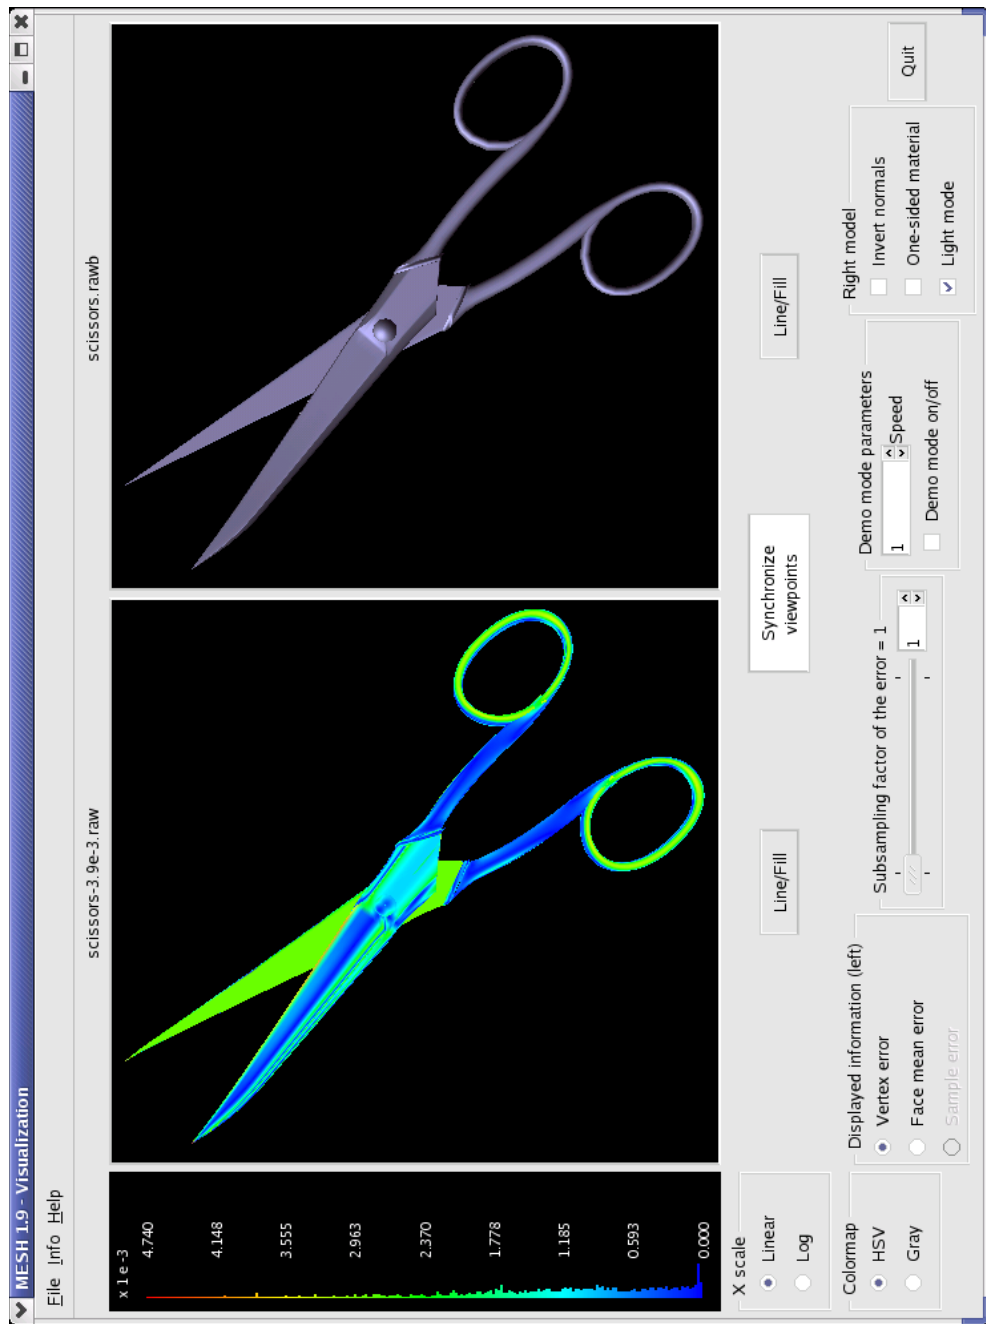 MESH 1.9 - Visualization
File Info Help
scissors-3.9e-3.raw
scissors.rawb
x 1e-3
4.740
4.148
3.555
2.963
2.370
1.778
1.185
0.593
0.000
X scale
Linear
Log
Colormap
HSV
Gray
Line/Fill
Synchronize
viewpoints
Line/Fill
Displayed information (left)
Vertex error
Face mean error
Sample error
Subsampling factor of the error = 1
1
Demo mode parameters
1
Speed
Demo mode on/off
Right model
Invert normals
One-sided material
Light mode
Quit